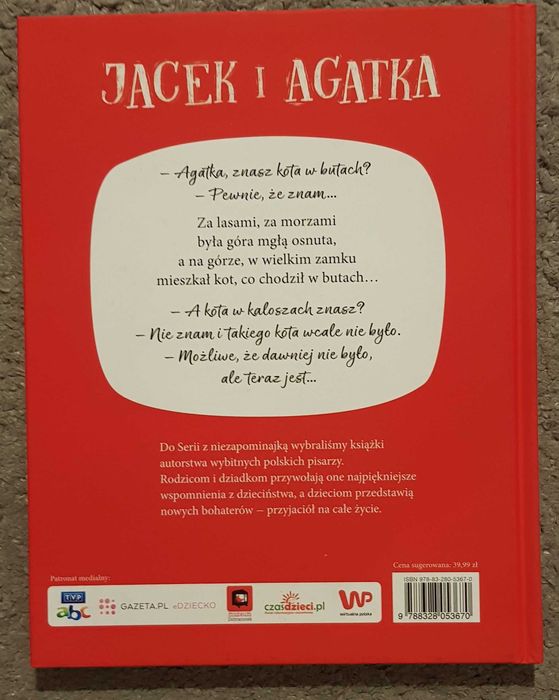 JACEK I AGATKA
– Agatka, znasz kota w butach?
– Pewnie, że znam...
Za lasami, za morzami
była góra mgłą osnuta,
a na górze, w wielkim zamku
mieszkał kot, co chodził w butach…
– A kota w kaloszach znasz?
– Nie znam i takiego kota wcale nie było.
– Możliwe, że dawniej nie było,
ale teraz jest...
Do Serii z niezapominajką wybraliśmy książki
autorstwa wybitnych polskich pisarzy.
Rodzicom i dziadkom przywołają one najpiękniejsze
wspomnienia z dzieciństwa, a dzieciom przedstawią
nowych bohaterów – przyjaciół na całe życie.
Cena sugerowana: 39,99 zł
Patronat medialny:
TVP
abc
GAZETA.PL eDZIECKO
czasdzieci.pl
WP
wirtualna polska
ISBN 978-83-280-5367-0
9 788328 053670